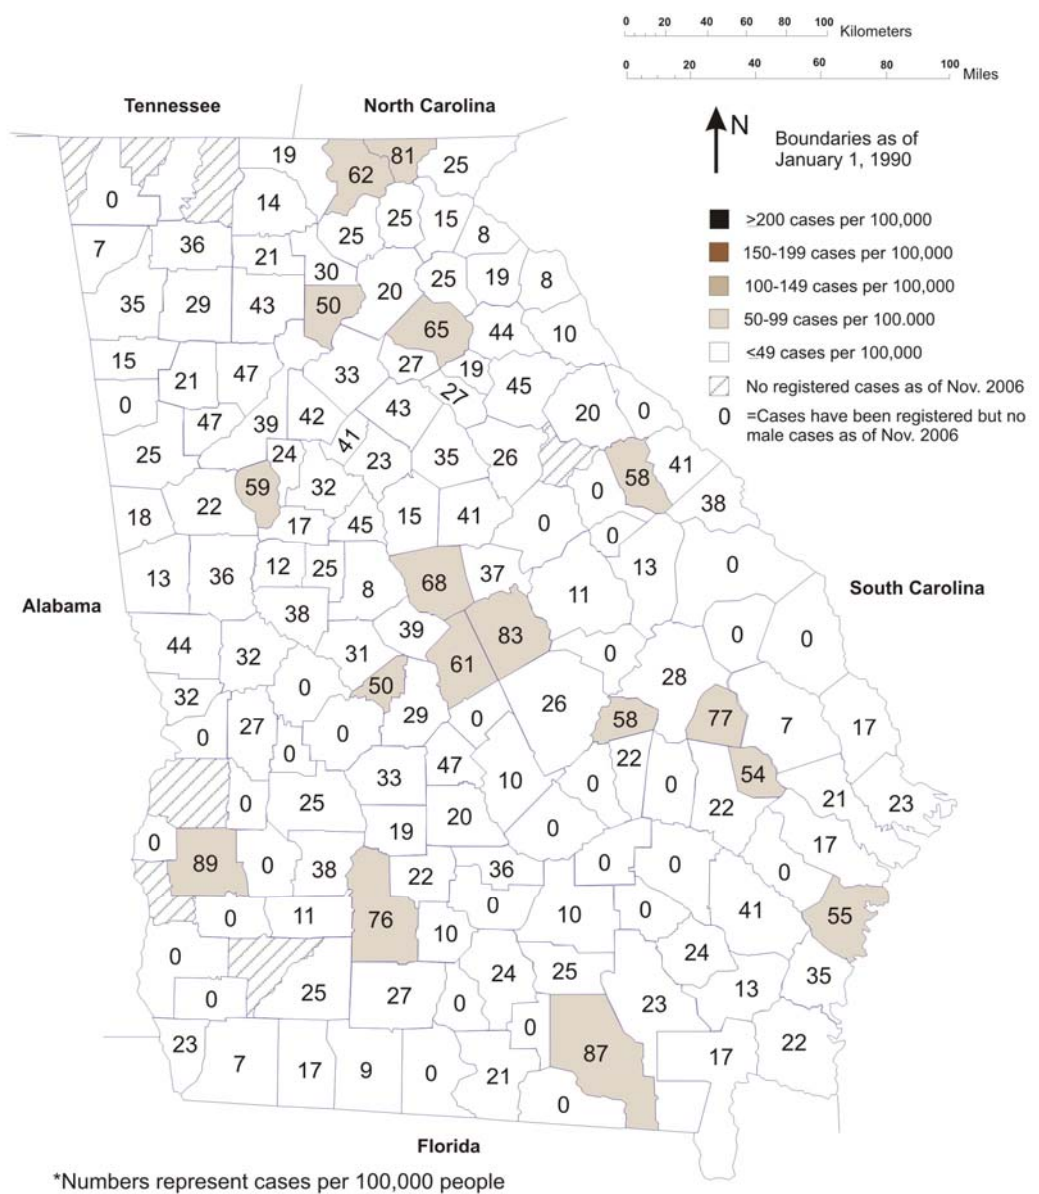 0 20 40 60 80 100 Kilometers
0 20 40 60 80 100 Miles
Tennessee North Carolina
N
Boundaries as of
January 1, 1990
≥200 cases per 100,000
150-199 cases per 100,000
100-149 cases per 100,000
50-99 cases per 100.000
≤49 cases per 100,000
No registered cases as of Nov. 2006
0 =Cases have been registered but no
male cases as of Nov. 2006
19 62 81 25
0 14 25 15 8
7 36 21 25
30 20 25 19 8
35 29 43 50 65 44 10
15 21 47 33 27 19 45
0 47 39 42 43 27 20 0
25 24 41 23 35 26 41
59 32 0 58 38
18 22 17 45 15 41 0 0
13 36 12 25 8 68 37 11 13 0
38
Alabama South Carolina
44 32 31 39 61 83 0 28 0 0
32 0 50 29 0 26 58 77 7 17
0 27 0 0
33 47 10 0 22 0 54
0 25 19 20 0 22 21 23
0 89 0 38 22 36 0 0 0 17
0 11 76 10 0 10 0 41 55
0 25 27 24 25 24 13 35
0 0 23
23 7 17 9 0 21 0 87 17 22
0
Florida
*Numbers represent cases per 100,000 people